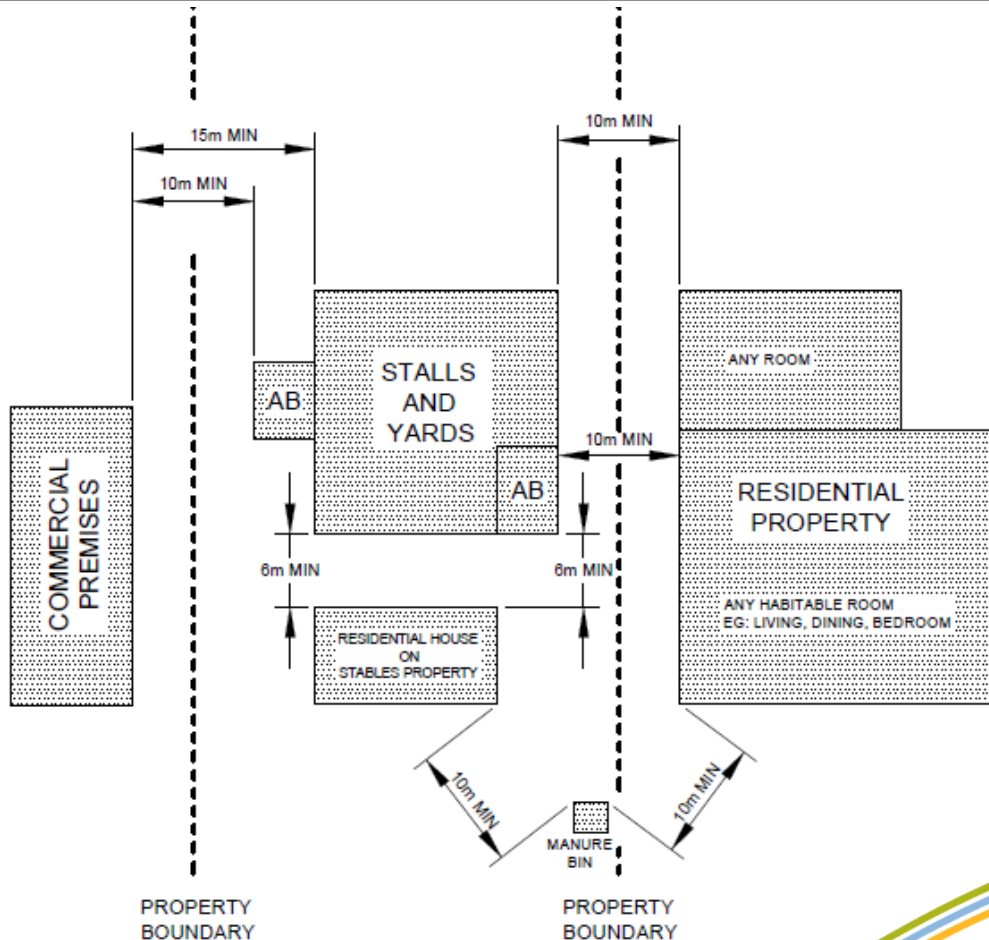 15m MIN
10m MIN
10m MIN
STALLS
AND
YARDS
AB
ANY ROOM
COMMERCIAL
PREMISES
AB
10m MIN
RESIDENTIAL
PROPERTY
6m MIN
6m MIN
ANY HABITABLE ROOM
EG: LIVING, DINING, BEDROOM
RESIDENTIAL HOUSE
ON
STABLES PROPERTY
10m MIN
10m MIN
MANURE
BIN
PROPERTY
BOUNDARY
PROPERTY
BOUNDARY